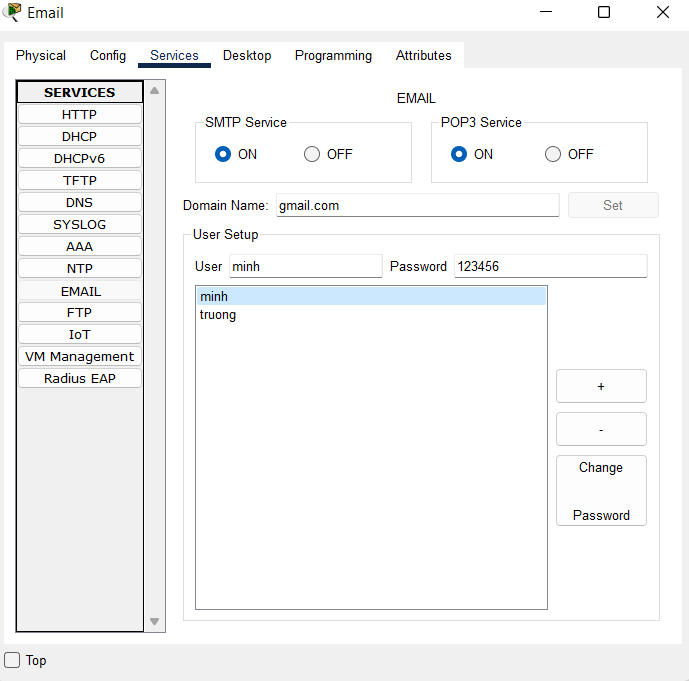 Email
Physical Config Services Desktop Programming Attributes
SERVICES
HTTP
DHCP
DHCPv6
TFTP
DNS
SYSLOG
AAA
NTP
EMAIL
FTP
IoT
VM Management
Radius EAP
EMAIL
SMTP Service
ON OFF
POP3 Service
ON OFF
Domain Name: gmail.com Set
User Setup
User minh Password 123456
minh
truong
+
-
Change
Password
Top